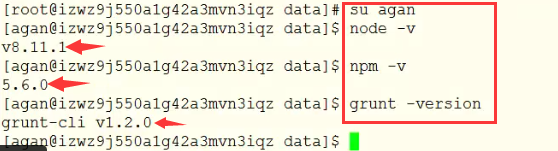 [root@izwz9j550a1g42a3mvn3iqz data]# su agan
[agan@izwz9j550a1g42a3mvn3iqz data]$ node -v
v8.11.1
[agan@izwz9j550a1g42a3mvn3iqz data]$ npm -v
5.6.0
[agan@izwz9j550a1g42a3mvn3iqz data]$ grunt -version
grunt-cli v1.2.0
[agan@izwz9j550a1g42a3mvn3iqz data]$